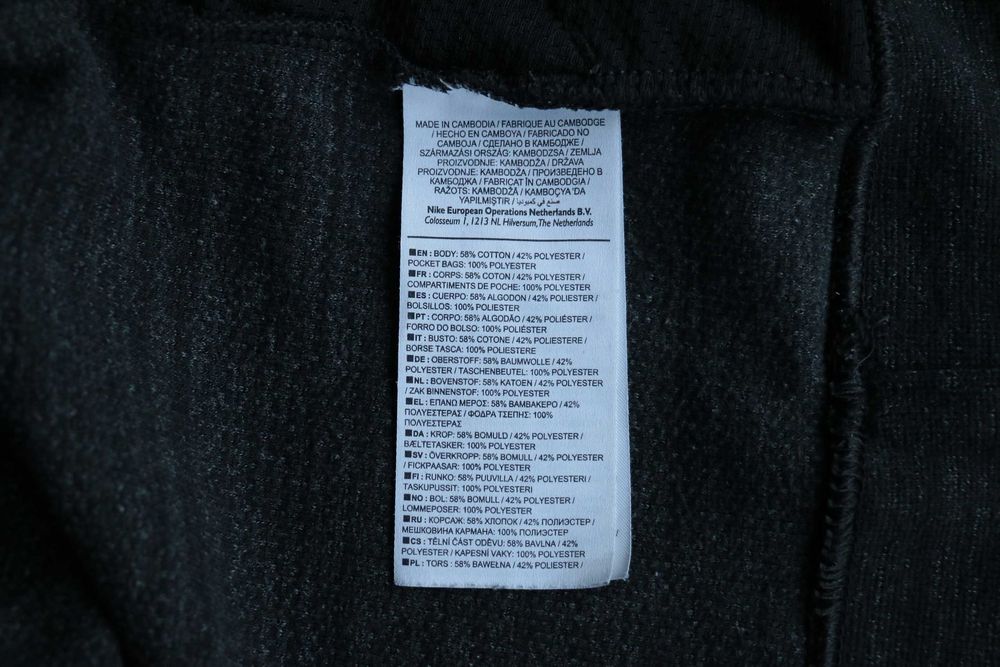 MADE IN CAMBODIA / FABRIQUE AU CAMBODGE
/ HECHO EN CAMBOYA / FABRICADO NO
CAMBOJA / СДЕЛАНО В КАМБОДЖЕ /
SZÁRMAZÁSI ORSZÁG: KAMBODZSA / ZEMLJA
PROIZVODNJE: KAMBODŽA / DRŽAVA
PROIZVODNJE: KAMBODŽA / ПРОИЗВЕДЕНО В
КАМБОДЖА / FABRICAT ÎN CAMBODGIA /
RAŽOTS: KAMBODŽĀ / KAMBOÇYA 'DA
YAPILMIŞTIR / صنع في كمبوديا
Nike European Operations Netherlands B.V.
Colosseum 1, 1213 NL Hilversum, The Netherlands
EN : BODY: 58% COTTON / 42% POLYESTER /
POCKET BAGS: 100% POLYESTER
FR : CORPS: 58% COTON / 42% POLYESTER /
COMPARTIMENTS DE POCHE: 100% POLYESTER
ES : CUERPO: 58% ALGODON / 42% POLIESTER /
BOLSILLOS: 100% POLIESTER
PT : CORPO: 58% ALGODÃO / 42% POLIÉSTER /
FORRO DO BOLSO: 100% POLIÉSTER
IT : BUSTO: 58% COTONE / 42% POLIESTERE /
BORSE TASCA: 100% POLIESTERE
DE : OBERSTOFF: 58% BAUMWOLLE / 42%
POLYESTER / TASCHENBEUTEL: 100% POLYESTER
NL : BOVENSTOF: 58% KATOEN / 42% POLYESTER
/ ZAK BINNENSTOF: 100% POLYESTER
EL : ΕΠΑΝΩ ΜΕΡΟΣ: 58% ΒΑΜΒΑΚΕΡΟ / 42%
ΠΟΛΥΕΣΤΕΡΑΣ / ΦΟΔΡΑ ΤΣΕΠΗΣ: 100%
ΠΟΛΥΕΣΤΕΡΑΣ
DA : KROP: 58% BOMULD / 42% POLYESTER /
BÆLTETASKER: 100% POLYESTER
SV : ÖVERKROPP: 58% BOMULL / 42% POLYESTER
/ FICKPAASAR: 100% POLYESTER
FI : RUNKO: 58% PUUVILLA / 42% POLYESTERI /
TASKUPUSSIT: 100% POLYESTERI
NO : BOL: 58% BOMULL / 42% POLYESTER /
LOMMEPOSER: 100% POLYESTER
RU : КОРСАЖ: 58% ХЛОПОК / 42% ПОЛИЭСТЕР /
МЕШКОВИНА КАРМАНА: 100% ПОЛИЭСТЕР
CS : TĚLNÍ ČÁST ODĚVU: 58% BAVLNA / 42%
POLYESTER / KAPESNÍ VAKY: 100% POLYESTER
PL : TORS : 58% BAWEŁNA / 42% POLIESTER /